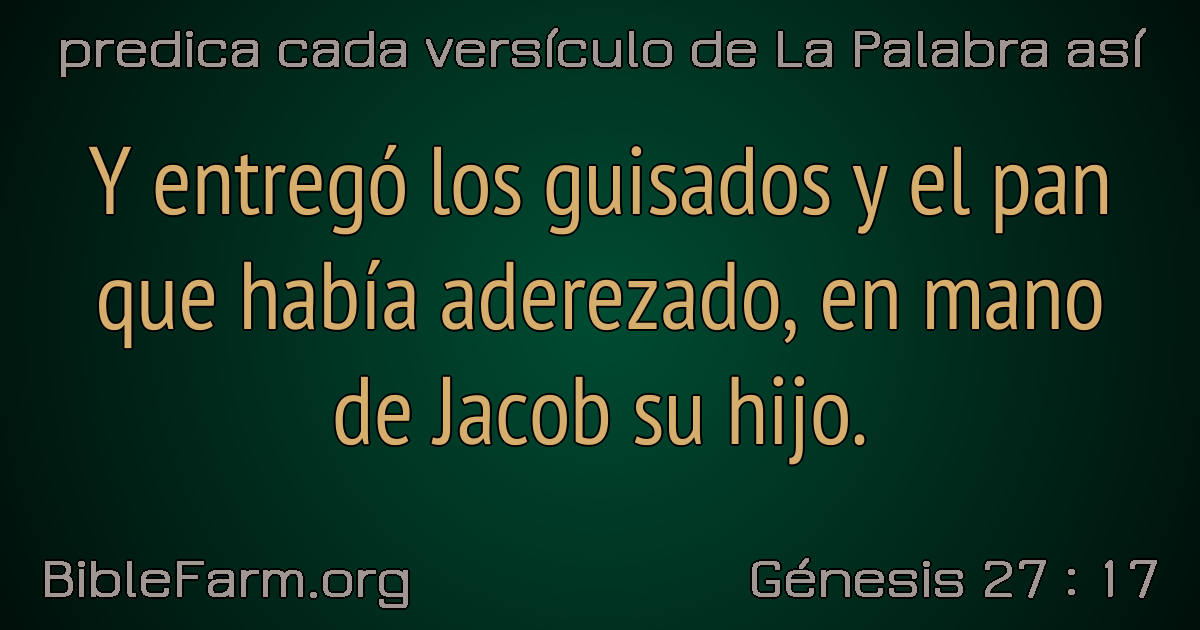 predica cada versículo de La Palabra así
Y entregó los guisados y el pan
que había aderezado, en mano
de Jacob su hijo.
BibleFarm.org
Génesis 27 : 17